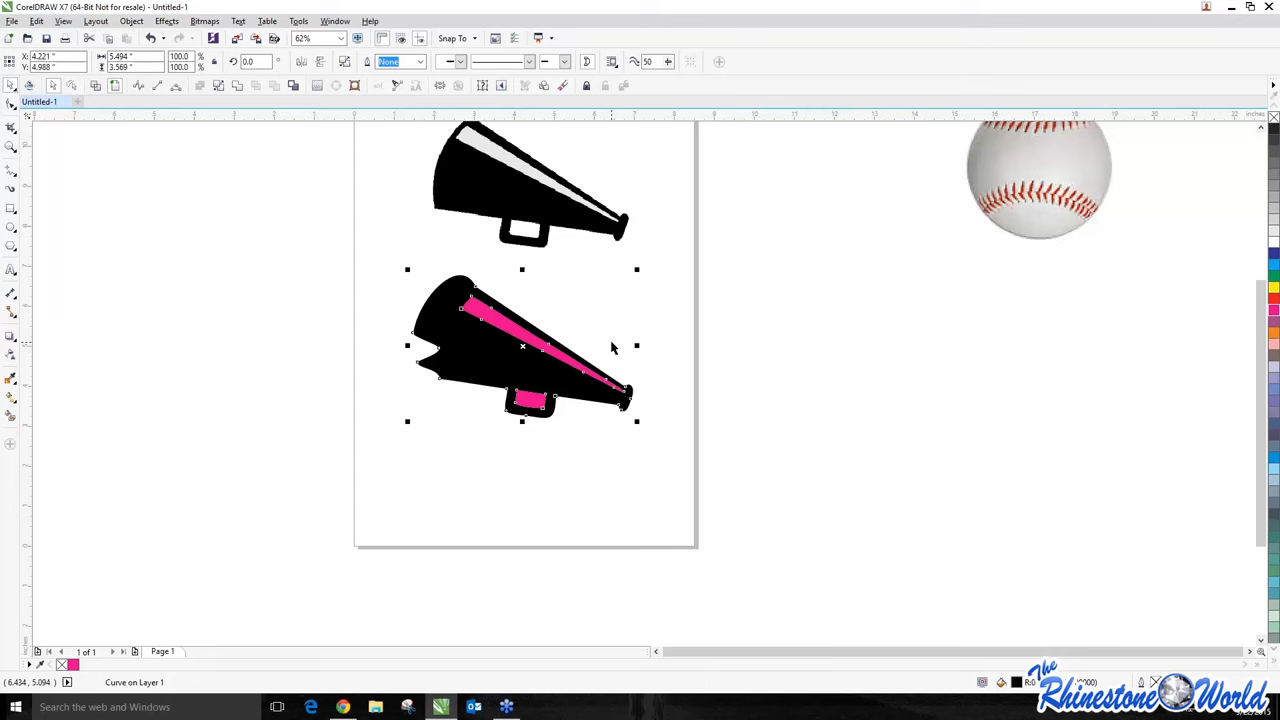 CorelDRAW X7 (64-Bit Not for resale) - Untitled-1
File Edit View Layout Object Effects Bitmaps Text Table Tools Window Help
62% Snap To
X: 4.221 " 5.494 " 100.0 % 0.0 ° None 50
Y: 4.988 " 3.569 " 100.0 %
Untitled-1
inches
1 of 1 Page 1
( 6.434 , 5.094 ) Curve on Layer 1
Search the web and Windows
The
Rhinestone World